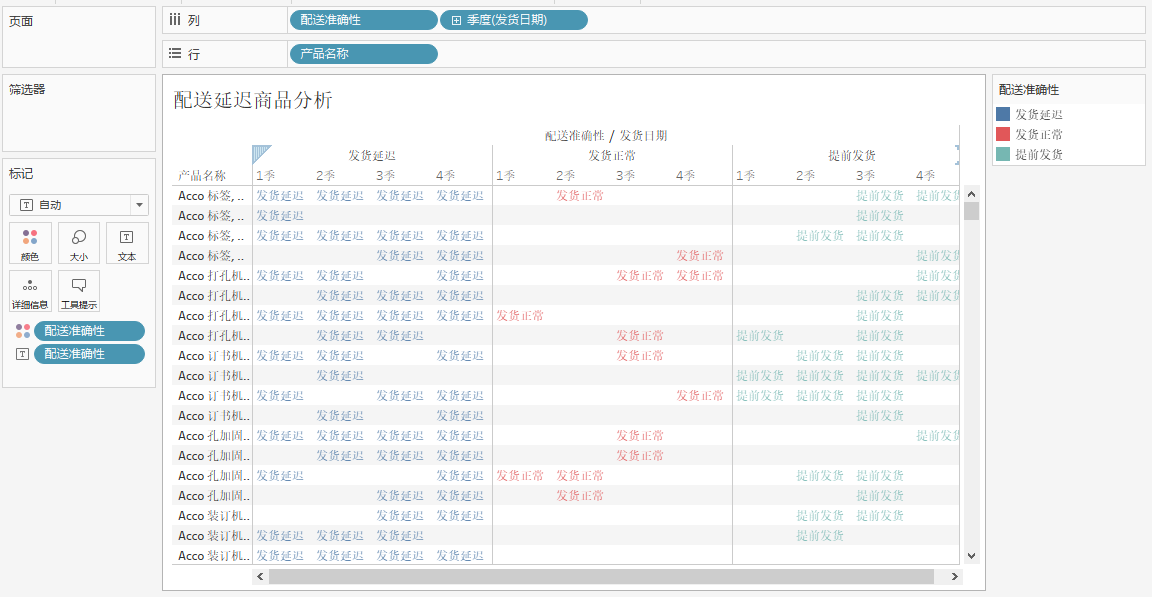 页面
列 配送准确性 季度(发货日期)
行 产品名称
筛选器
标记
自动
颜色 大小 文本
详细信息 工具提示
配送准确性
配送准确性
配送延迟商品分析
配送准确性 / 发货日期
发货延迟 发货正常 提前发货
产品名称 1季 2季 3季 4季 1季 2季 3季 4季 1季 2季 3季 4季
Acco 标签, .. 发货延迟 发货延迟 发货延迟 发货延迟 发货正常 提前发货 提前发货
Acco 标签, .. 发货延迟 提前发货
Acco 标签, .. 发货延迟 发货延迟 发货延迟 发货延迟 提前发货 提前发货
Acco 标签, .. 发货延迟 发货延迟 发货正常 提前发货
Acco 打孔机.. 发货延迟 发货延迟 发货延迟 发货正常 发货正常 提前发货
Acco 打孔机.. 发货延迟 发货延迟 发货延迟 提前发货 提前发货
Acco 打孔机.. 发货延迟 发货延迟 发货延迟 发货延迟 发货正常 提前发货
Acco 打孔机.. 发货延迟 发货延迟 发货正常 提前发货 提前发货
Acco 订书机.. 发货延迟 发货延迟 发货延迟 发货正常 提前发货 提前发货
Acco 订书机.. 发货延迟 提前发货 提前发货 提前发货 提前发货
Acco 订书机.. 发货延迟 发货延迟 发货延迟 发货正常 提前发货 提前发货 提前发货
Acco 订书机.. 发货延迟 发货延迟 提前发货
Acco 孔加固.. 发货延迟 发货延迟 发货延迟 发货延迟 发货正常 提前发货
Acco 孔加固.. 发货延迟 发货延迟 发货延迟 发货正常
Acco 孔加固.. 发货延迟 发货延迟 发货正常 发货正常 提前发货 提前发货
Acco 孔加固.. 发货延迟 发货延迟 发货正常 提前发货
Acco 装订机.. 发货延迟 发货延迟 提前发货 提前发货
Acco 装订机.. 发货延迟 发货延迟 发货延迟 提前发货
Acco 装订机.. 发货延迟 发货延迟 发货延迟 发货延迟
配送准确性
发货延迟
发货正常
提前发货